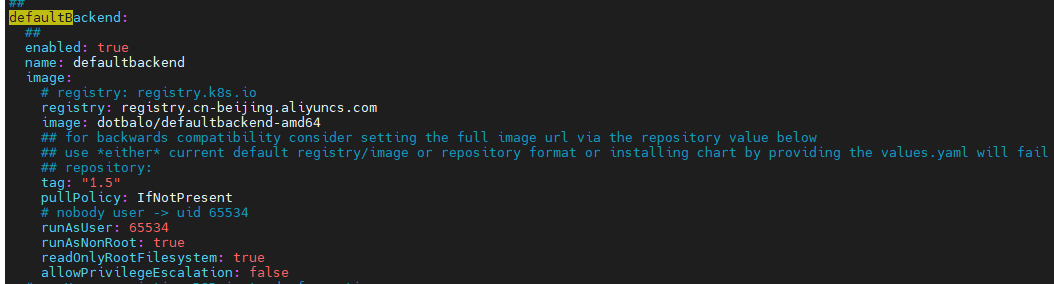 ##
defaultBackend:
  ##
  enabled: true
  name: defaultbackend
  image:
    # registry: registry.k8s.io
    registry: registry.cn-beijing.aliyuncs.com
    image: dotbalo/defaultbackend-amd64
    ## for backwards compatibility consider setting the full image url via the repository value below
    ## use *either* current default registry/image or repository format or installing chart by providing the values.yaml will fail
    ## repository:
    tag: "1.5"
    pullPolicy: IfNotPresent
    # nobody user -> uid 65534
    runAsUser: 65534
    runAsNonRoot: true
    readOnlyRootFilesystem: true
    allowPrivilegeEscalation: false